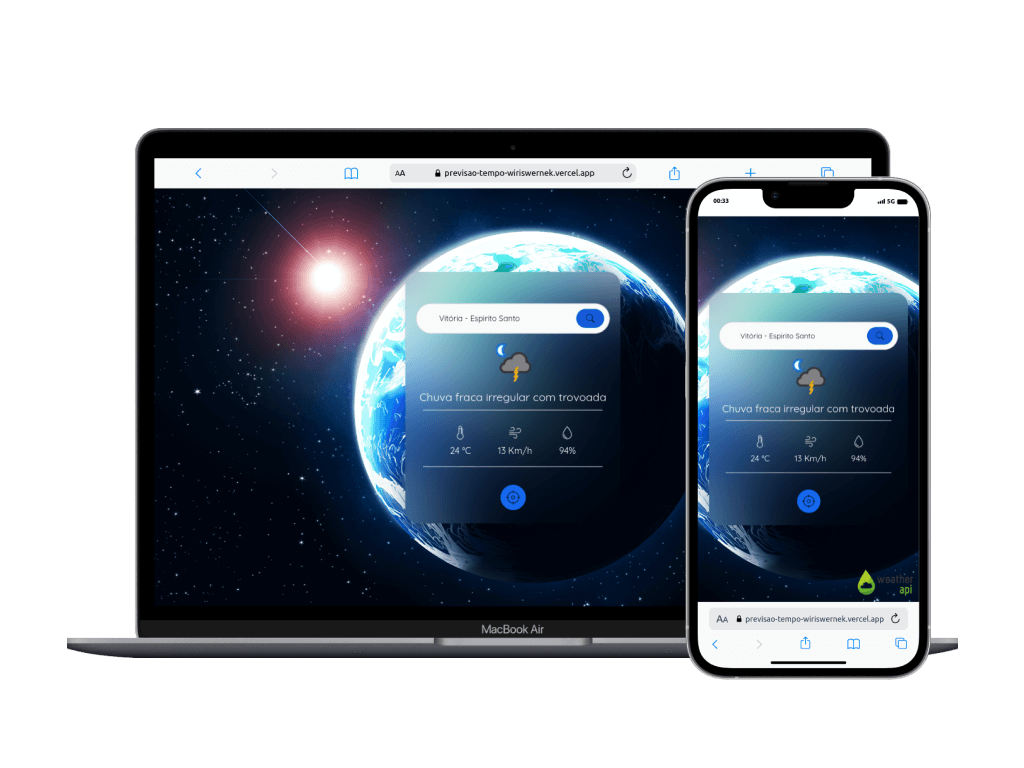 AA previsao-tempo-wiriswernek.vercel.app
Vitória - Espirito Santo
Chuva fraca irregular com trovoada
24 °C 13 Km/h 94%
MacBook Air
00:33 5G
Vitória - Espirito Santo
Chuva fraca irregular com trovoada
24 °C 13 Km/h 94%
weather
api
AA previsao-tempo-wiriswernek.vercel.app